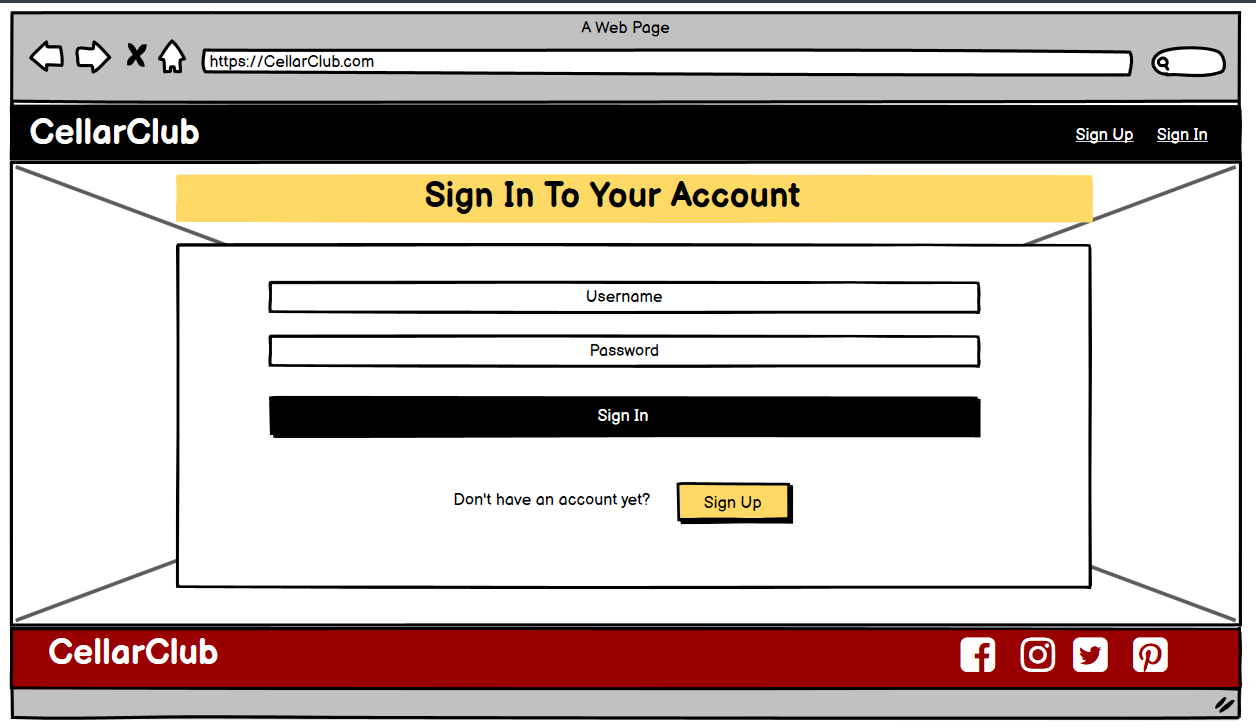 A Web Page
https://CellarClub.com
CellarClub
Sign Up Sign In
Sign In To Your Account
Username
Password
Sign In
Don't have an account yet? Sign Up
CellarClub